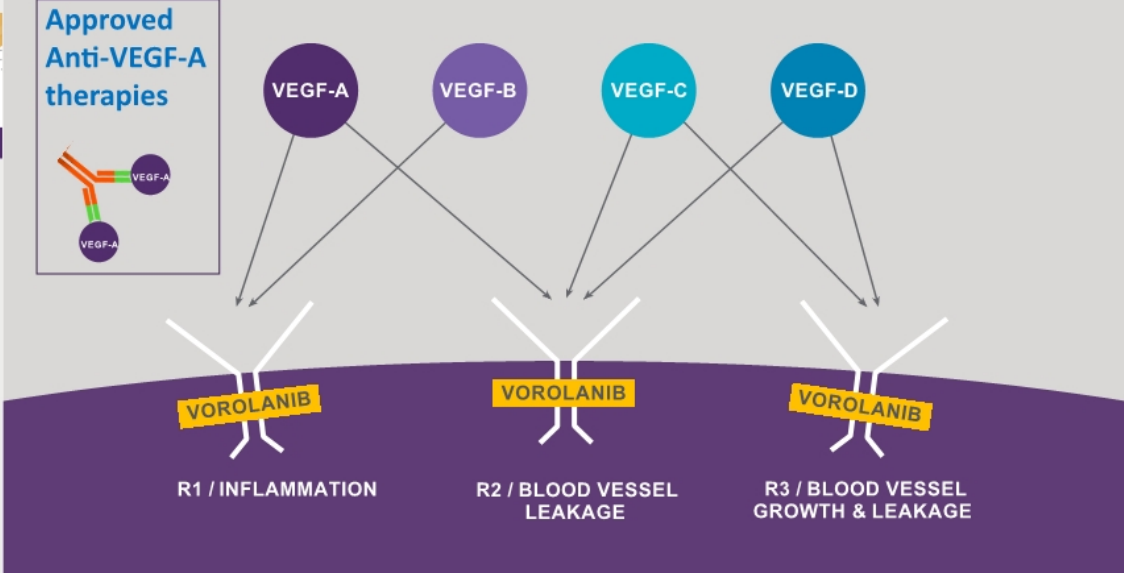 Approved
Anti-VEGF-A
therapies
VEGF-A
VEGF-A
VEGF-A
VEGF-B
VEGF-C
VEGF-D
VOROLANIB
VOROLANIB
VOROLANIB
R1 / INFLAMMATION
R2 / BLOOD VESSEL
LEAKAGE
R3 / BLOOD VESSEL
GROWTH & LEAKAGE